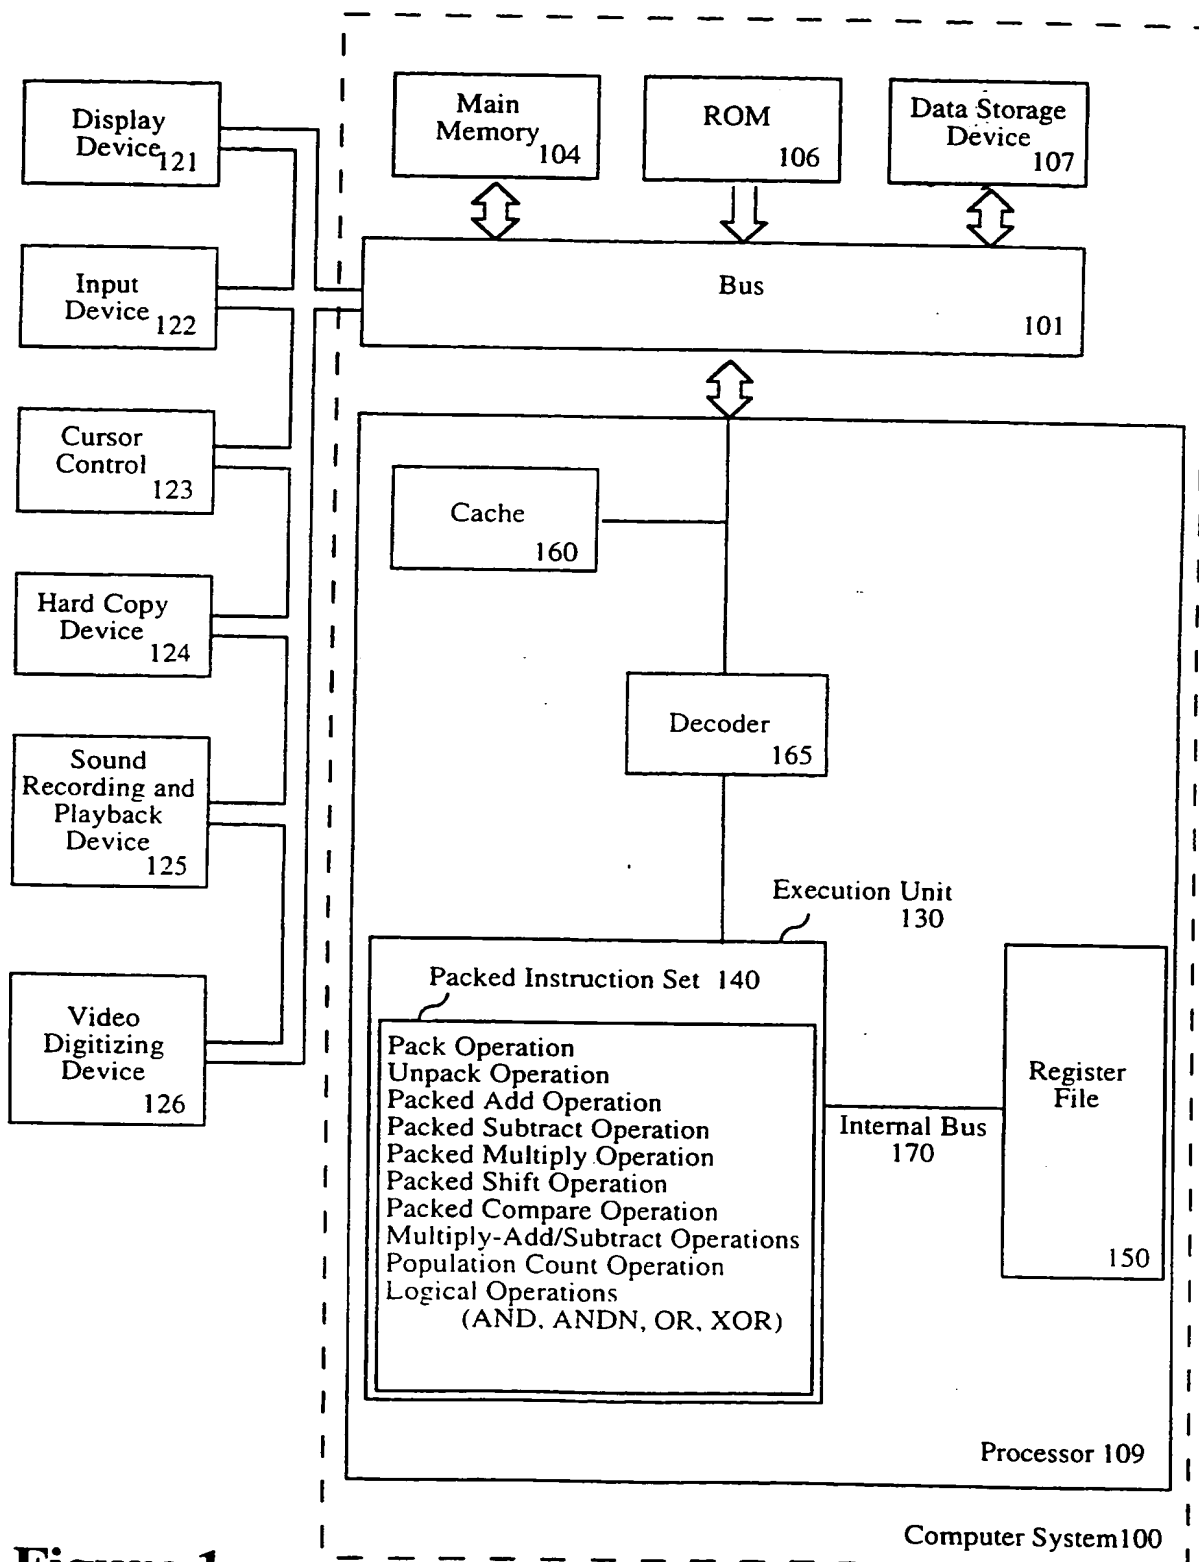 Display
Device
121
Input
Device
122
Cursor
Control
123
Hard Copy
Device
124
Sound
Recording and
Playback
Device
125
Video
Digitizing
Device
126
Main
Memory
104
ROM
106
Data Storage
Device
107
Bus
101
Cache
160
Decoder
165
Execution Unit
130
Packed Instruction Set 140
Pack Operation
Unpack Operation
Packed Add Operation
Packed Subtract Operation
Packed Multiply Operation
Packed Shift Operation
Packed Compare Operation
Multiply-Add/Subtract Operations
Population Count Operation
Logical Operations
(AND, ANDN, OR, XOR)
Internal Bus
170
Register
File
150
Processor 109
Computer System100
Figure 1